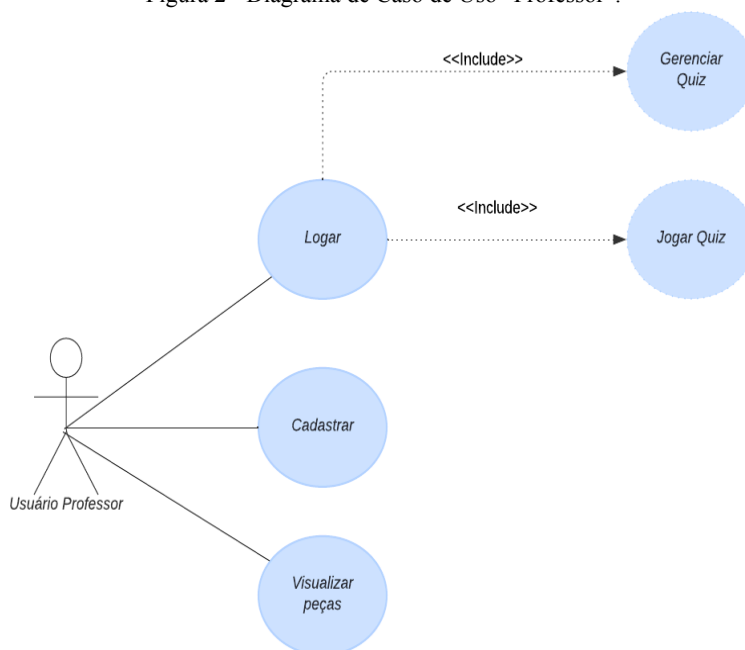 Figura 2 - Diagrama de Caso de Uso "Professor".
<<Include>>
Gerenciar
Quiz
<<Include>>
Logar
Jogar Quiz
Cadastrar
Usuário Professor
Visualizar
peças